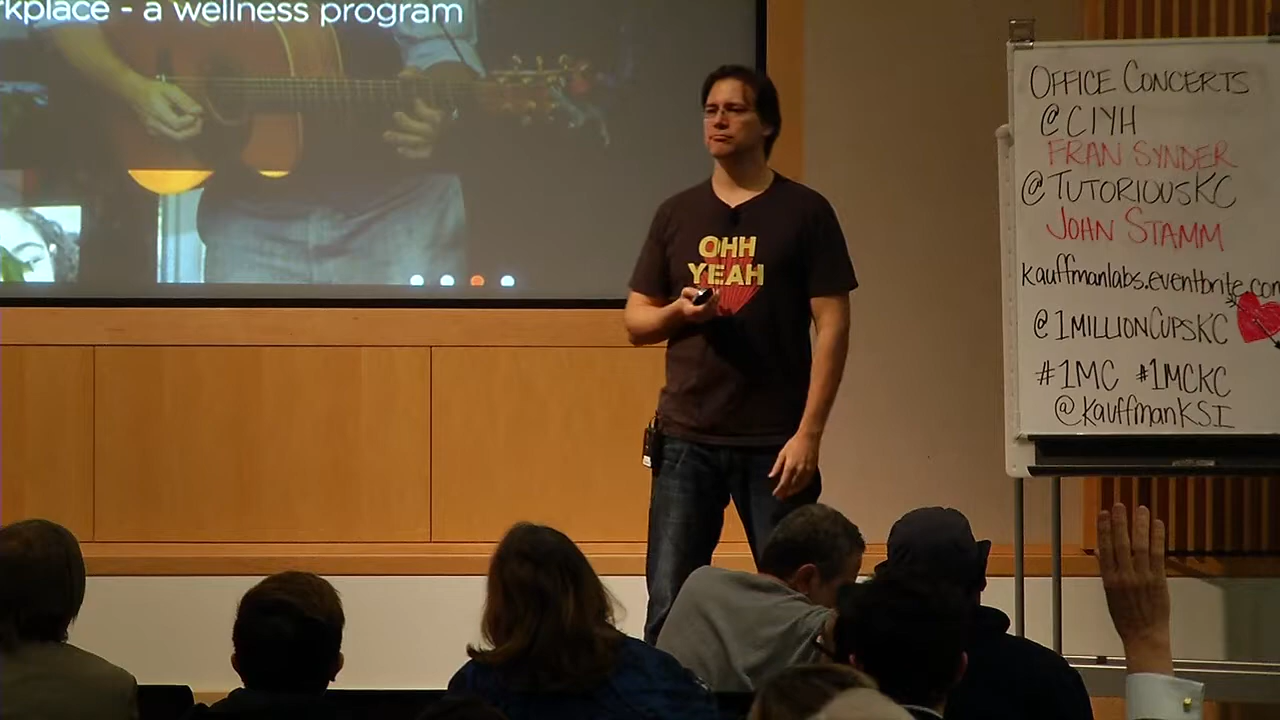 rkplace - a wellness program
OHH
YEAH
OFFICE CONCERTS
@CIYH
FRAN SYNDER
@TUTORIOUSKC
JOHN STAMM
kauffmanlabs.eventbrite.com
@1MILLIONCUPSKC
#1MC #1MCKC
@KauffmanKSI